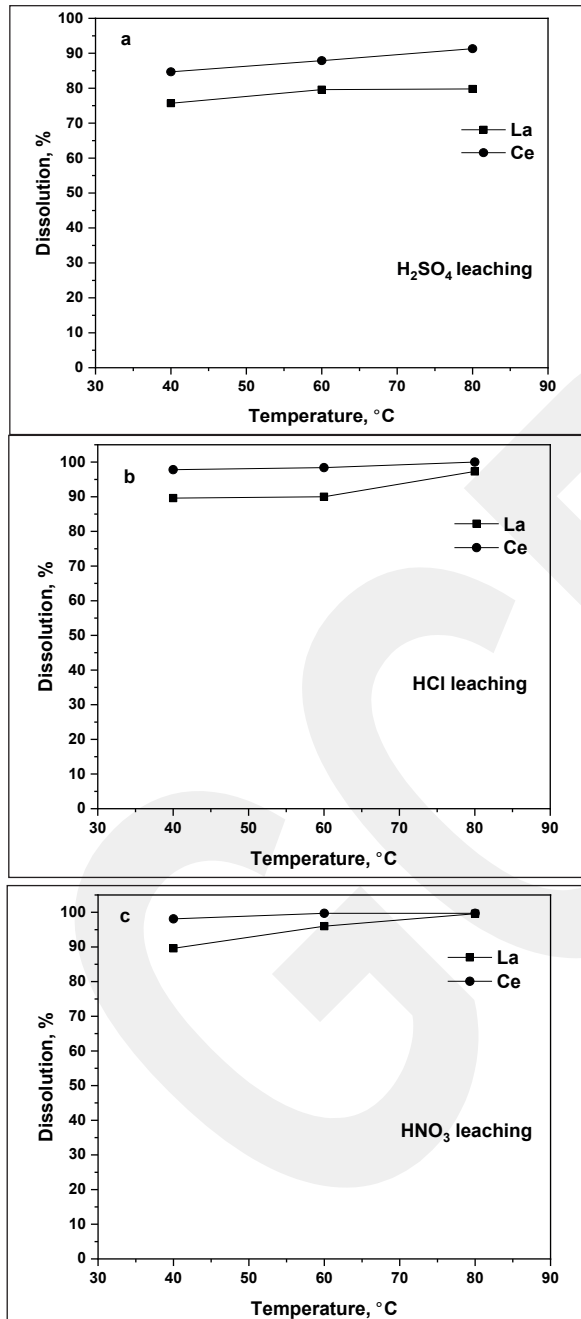 a
100
90
80
70
60
50
40
30
20
10
0
Dissolution, %
La
Ce
H₂SO₄ leaching
30 40 50 60 70 80 90
Temperature, °C
b
100
90
80
70
60
50
40
30
20
10
0
Dissolution, %
La
Ce
HCl leaching
30 40 50 60 70 80 90
Temperature, °C
c
100
90
80
70
60
50
40
30
20
10
0
Dissolution, %
La
Ce
HNO₃ leaching
30 40 50 60 70 80 90
Temperature, °C